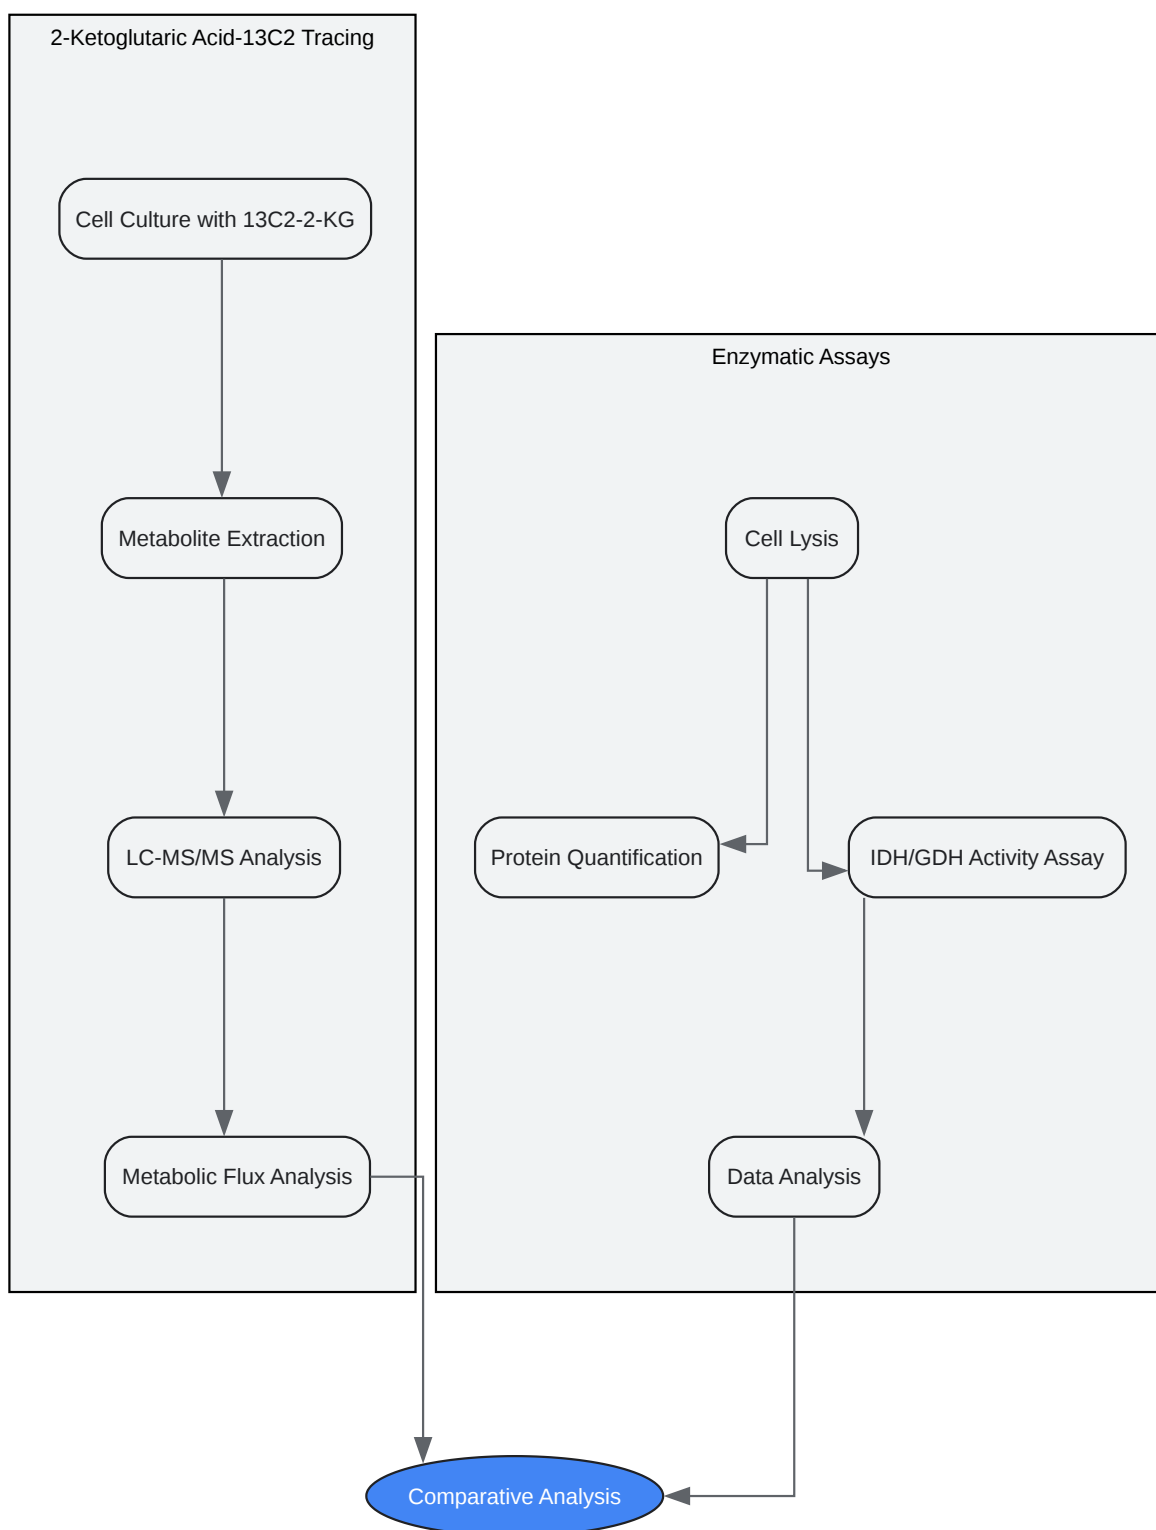 2-Ketoglutaric Acid-13C2 Tracing
Cell Culture with 13C2-2-KG
Metabolite Extraction
LC-MS/MS Analysis
Metabolic Flux Analysis
Enzymatic Assays
Cell Lysis
Protein Quantification
IDH/GDH Activity Assay
Data Analysis
Comparative Analysis